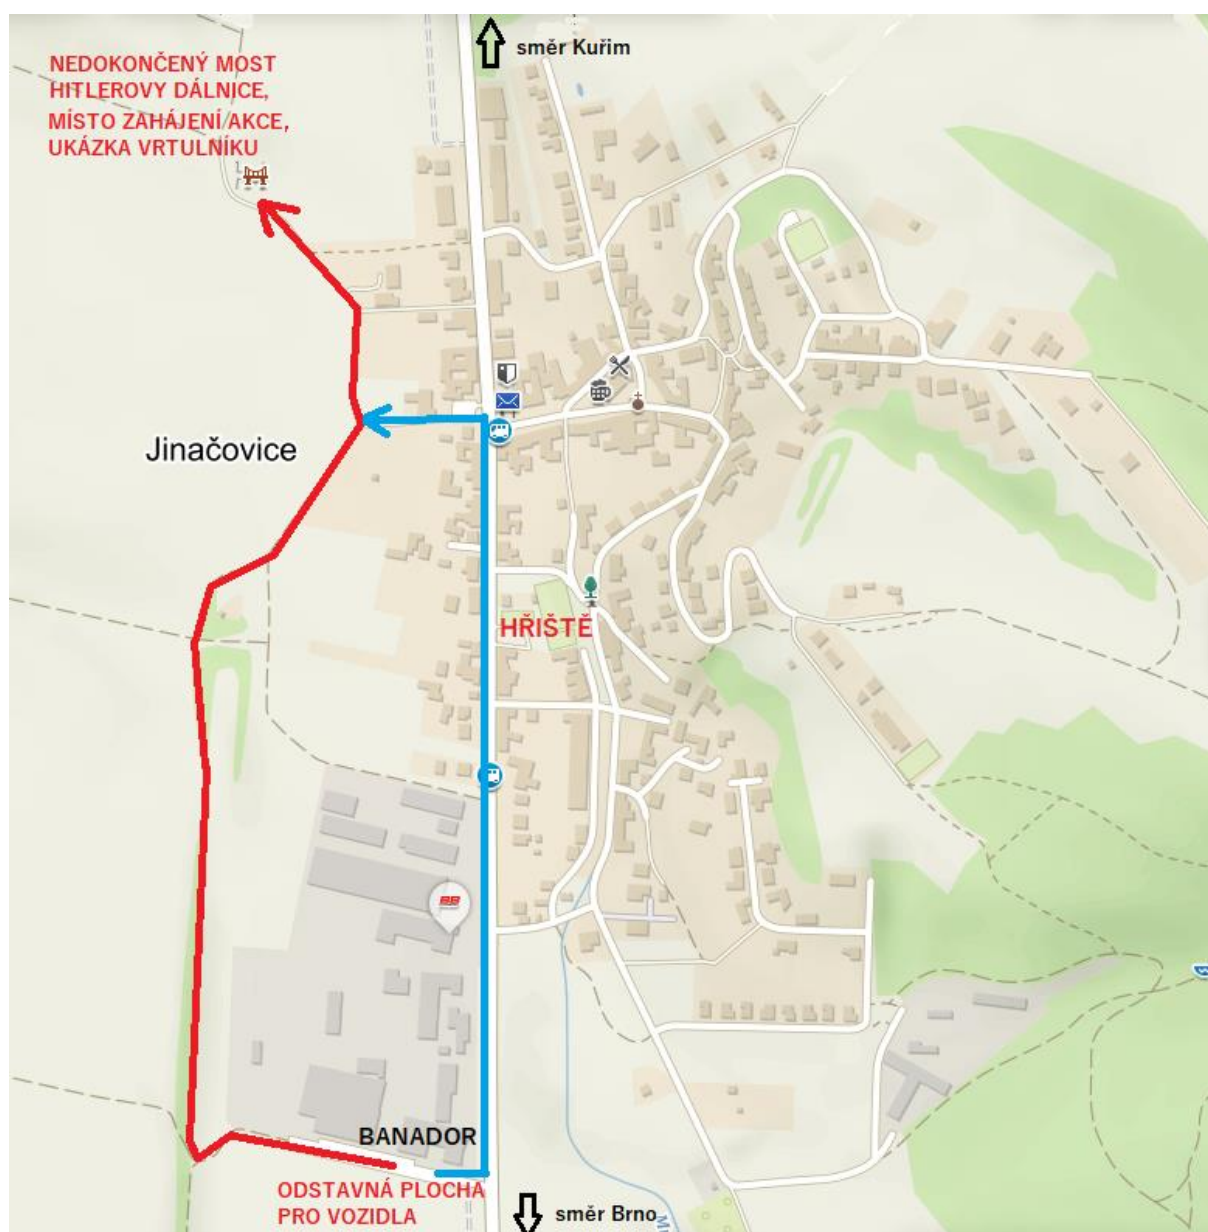 směr Kuřim
NEDOKONČENÝ MOST
HITLEROVY DÁLNICE,
MÍSTO ZAHÁJENÍ AKCE,
UKÁZKA VRTULNÍKU
Jinačovice
HŘIŠTĚ
BANADOR
ODSTAVNÁ PLOCHA
PRO VOZIDLA
směr Brno